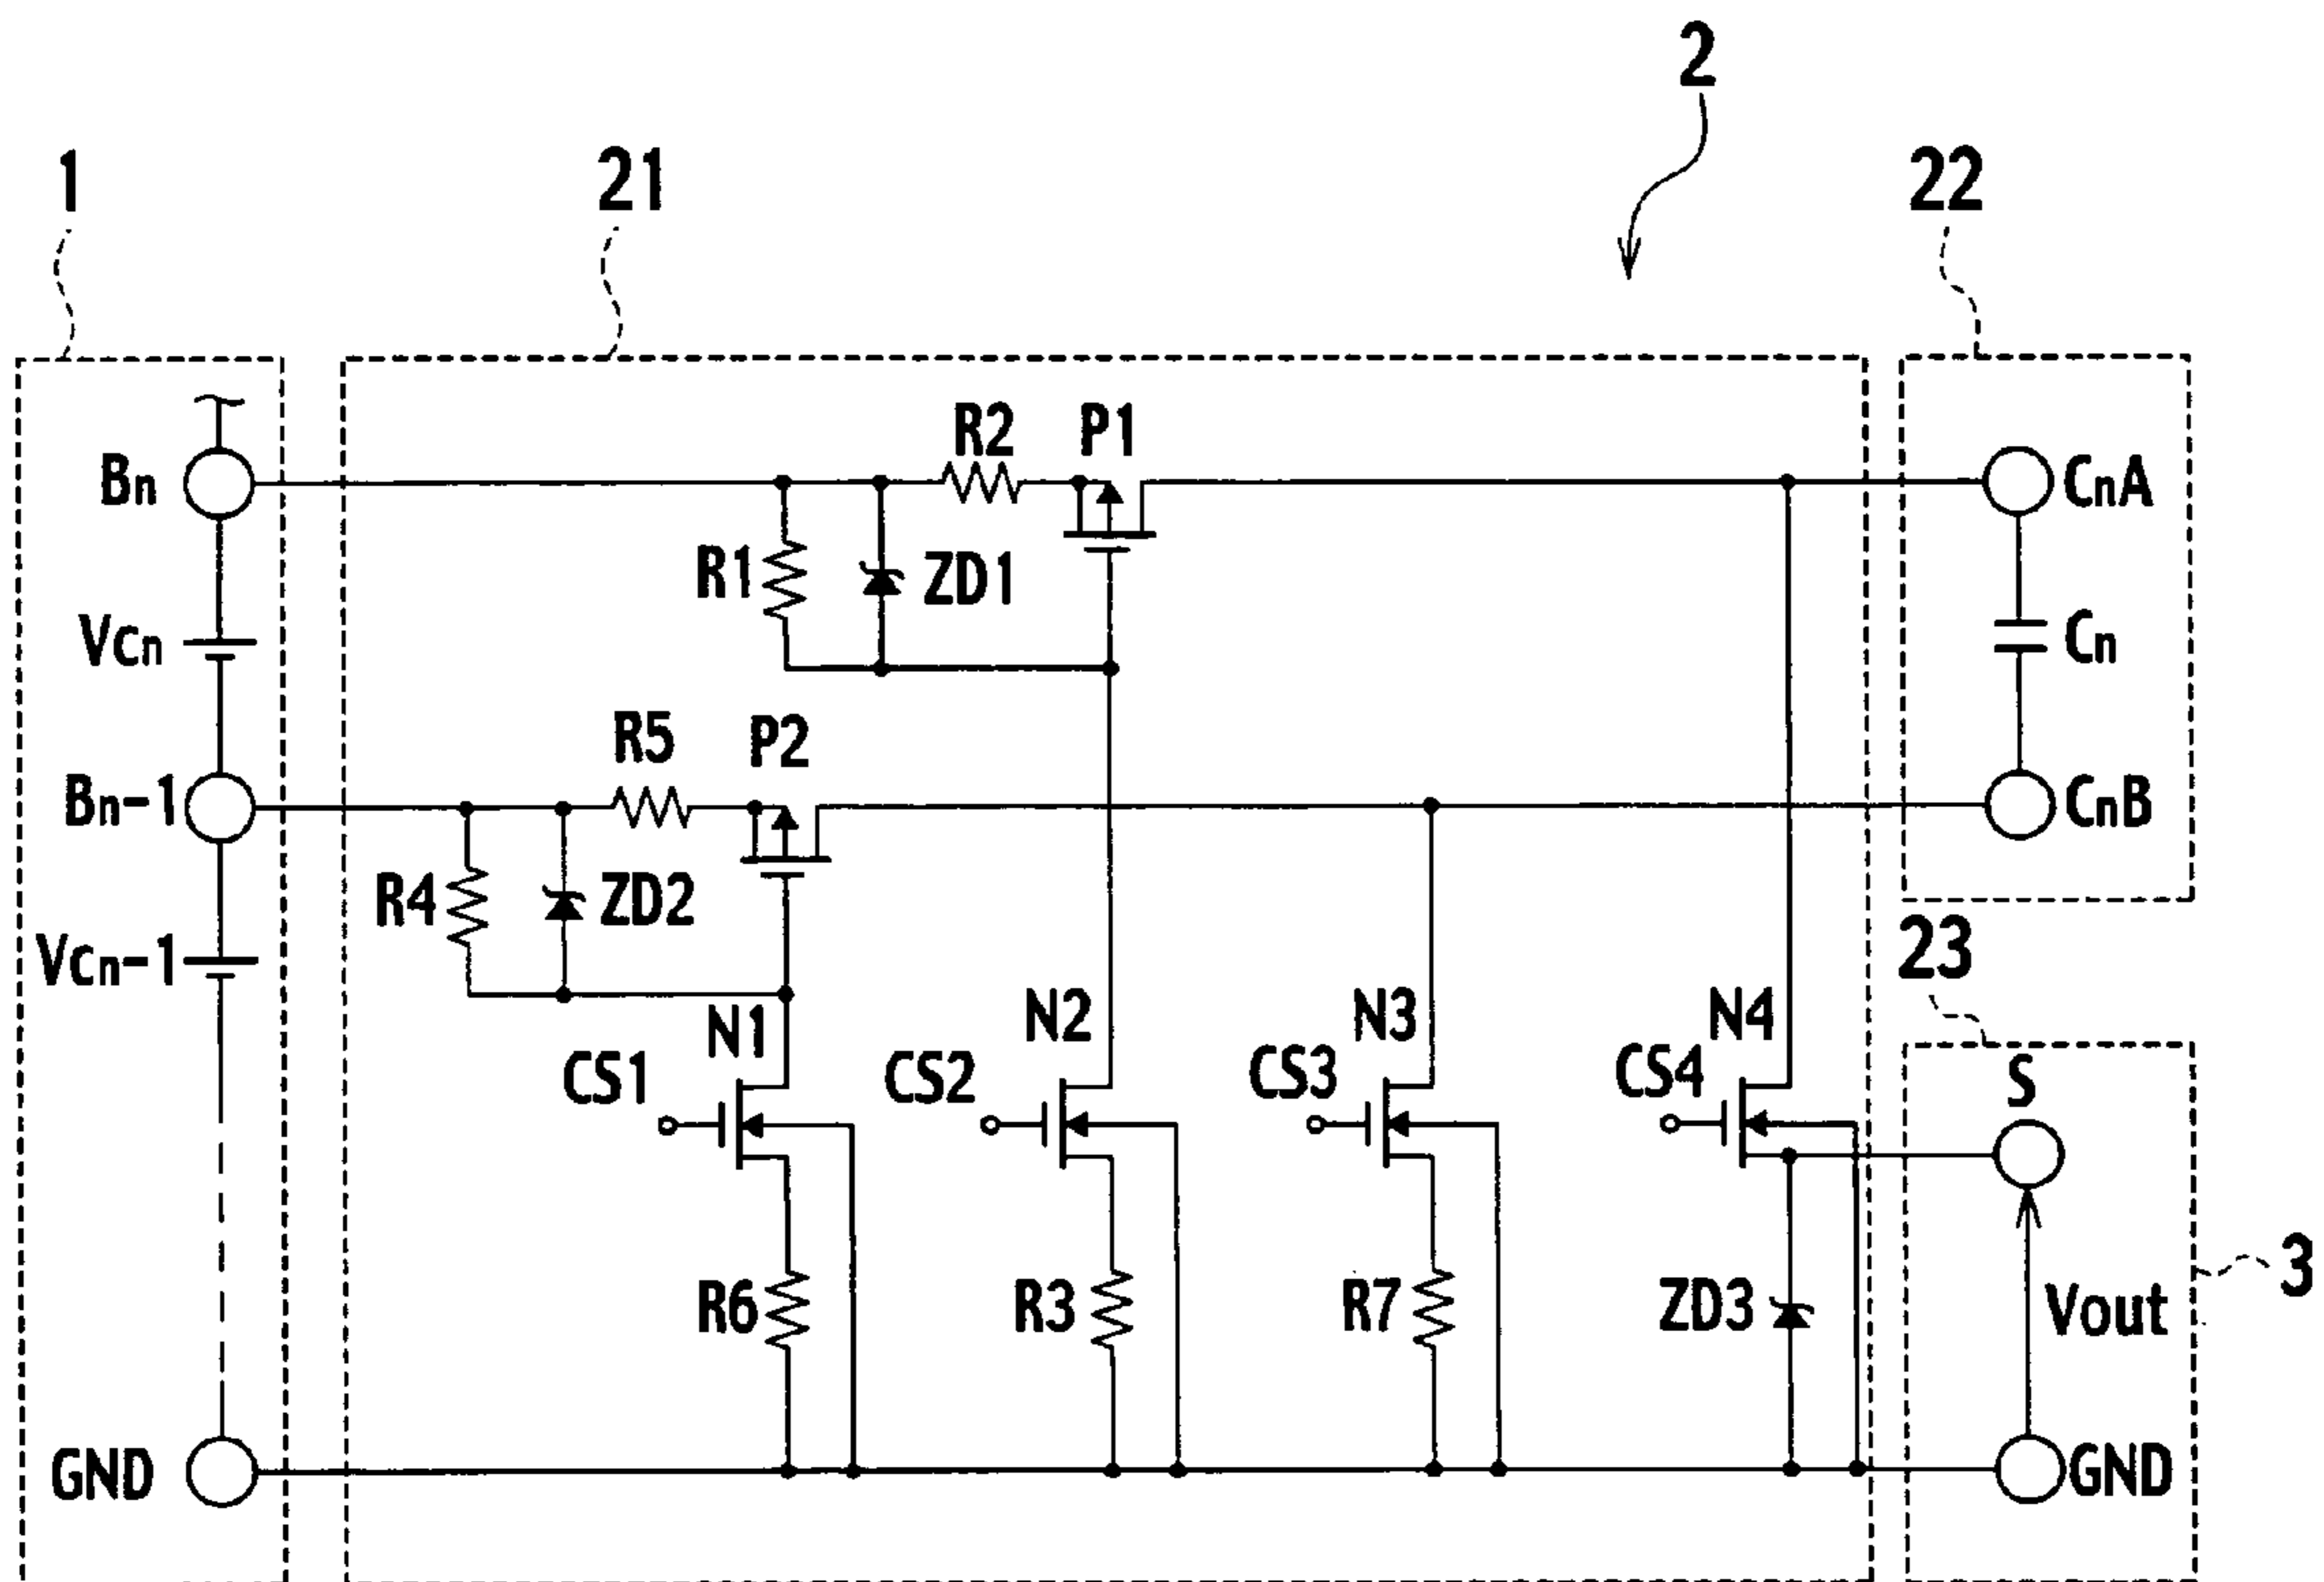 2
1
21
22
R2
P1
Bn
CnA
R1
ZD1
Vcn
Cn
R5
P2
Bn-1
CnB
R4
ZD2
Vcn-1
23
N1
N2
N3
N4
CS1
CS2
CS3
CS4
S
R6
R3
R7
ZD3
Vout
3
GND
GND